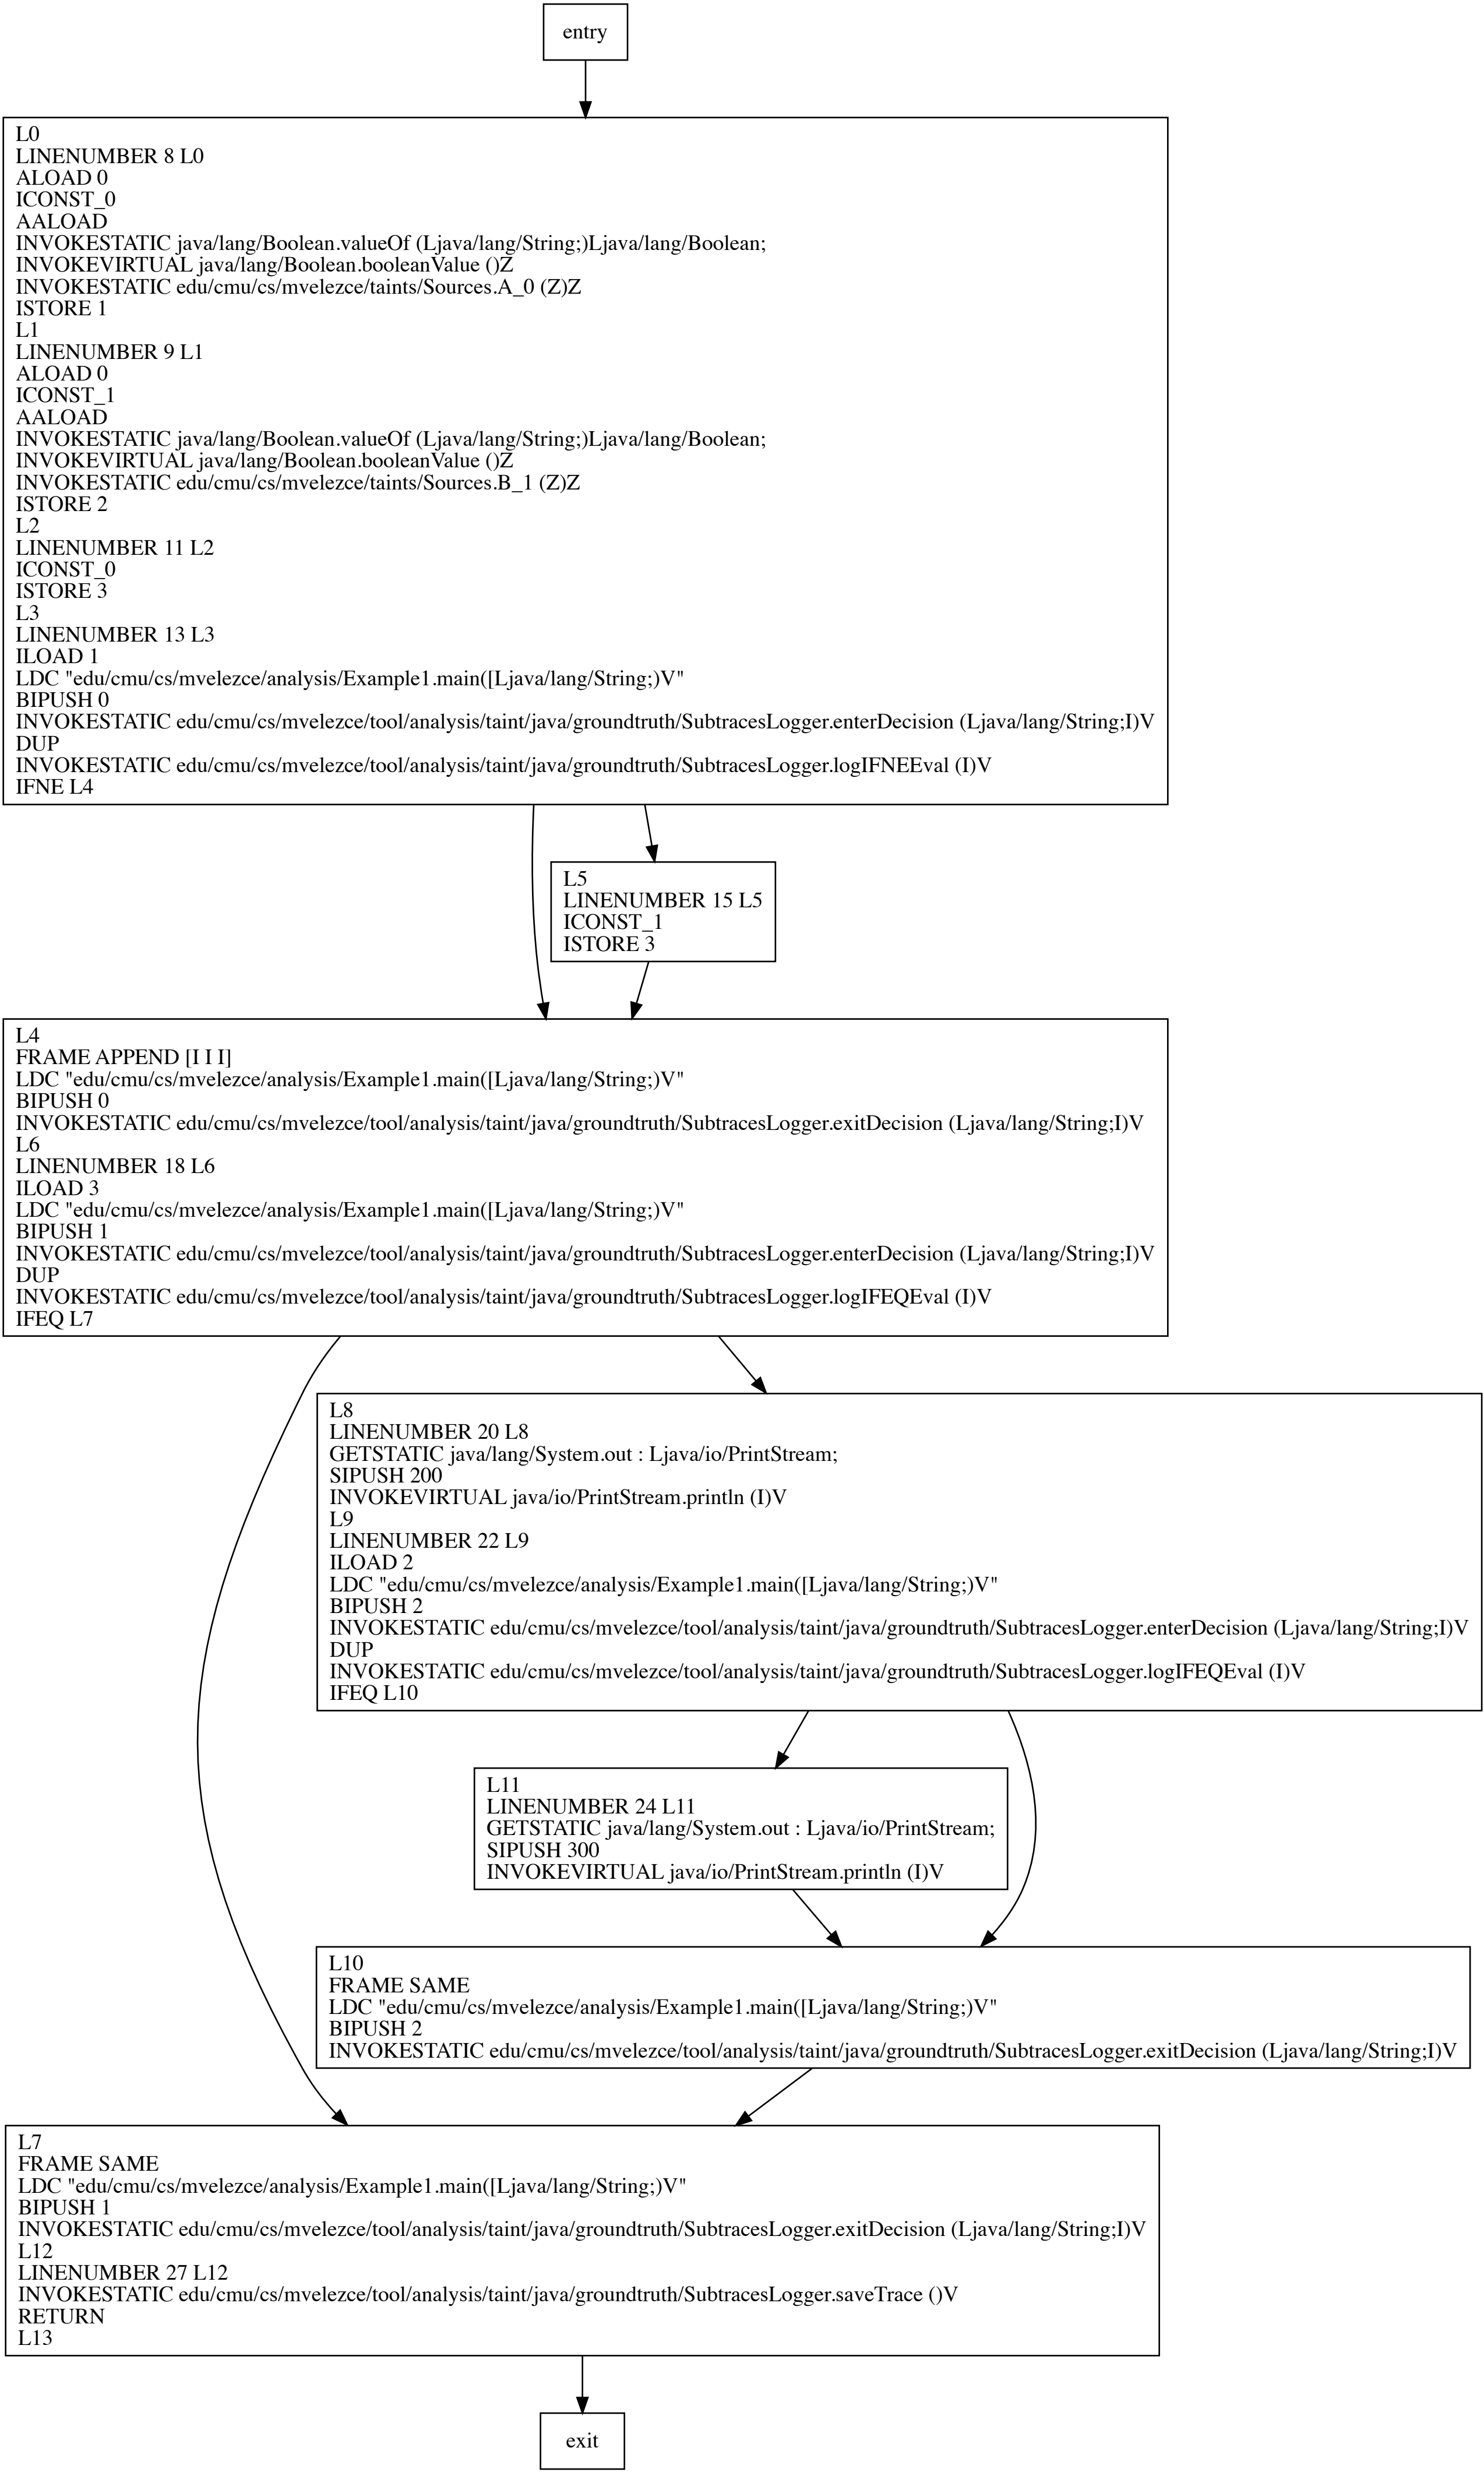 entry
L0
LINENUMBER 8 L0
ALOAD 0
ICONST_0
AALOAD
INVOKESTATIC java/lang/Boolean.valueOf (Ljava/lang/String;)Ljava/lang/Boolean;
INVOKEVIRTUAL java/lang/Boolean.booleanValue ()Z
INVOKESTATIC edu/cmu/cs/mvelezce/taints/Sources.A_0 (Z)Z
ISTORE 1
L1
LINENUMBER 9 L1
ALOAD 0
ICONST_1
AALOAD
INVOKESTATIC java/lang/Boolean.valueOf (Ljava/lang/String;)Ljava/lang/Boolean;
INVOKEVIRTUAL java/lang/Boolean.booleanValue ()Z
INVOKESTATIC edu/cmu/cs/mvelezce/taints/Sources.B_1 (Z)Z
ISTORE 2
L2
LINENUMBER 11 L2
ICONST_0
ISTORE 3
L3
LINENUMBER 13 L3
ILOAD 1
LDC "edu/cmu/cs/mvelezce/analysis/Example1.main([Ljava/lang/String;)V"
BIPUSH 0
INVOKESTATIC edu/cmu/cs/mvelezce/tool/analysis/taint/java/groundtruth/SubtracesLogger.enterDecision (Ljava/lang/String;I)V
DUP
INVOKESTATIC edu/cmu/cs/mvelezce/tool/analysis/taint/java/groundtruth/SubtracesLogger.logIFNEEval (I)V
IFNE L4
L5
LINENUMBER 15 L5
ICONST_1
ISTORE 3
L4
FRAME APPEND [I I I]
LDC "edu/cmu/cs/mvelezce/analysis/Example1.main([Ljava/lang/String;)V"
BIPUSH 0
INVOKESTATIC edu/cmu/cs/mvelezce/tool/analysis/taint/java/groundtruth/SubtracesLogger.exitDecision (Ljava/lang/String;I)V
L6
LINENUMBER 18 L6
ILOAD 3
LDC "edu/cmu/cs/mvelezce/analysis/Example1.main([Ljava/lang/String;)V"
BIPUSH 1
INVOKESTATIC edu/cmu/cs/mvelezce/tool/analysis/taint/java/groundtruth/SubtracesLogger.enterDecision (Ljava/lang/String;I)V
DUP
INVOKESTATIC edu/cmu/cs/mvelezce/tool/analysis/taint/java/groundtruth/SubtracesLogger.logIFEQEval (I)V
IFEQ L7
L8
LINENUMBER 20 L8
GETSTATIC java/lang/System.out : Ljava/io/PrintStream;
SIPUSH 200
INVOKEVIRTUAL java/io/PrintStream.println (I)V
L9
LINENUMBER 22 L9
ILOAD 2
LDC "edu/cmu/cs/mvelezce/analysis/Example1.main([Ljava/lang/String;)V"
BIPUSH 2
INVOKESTATIC edu/cmu/cs/mvelezce/tool/analysis/taint/java/groundtruth/SubtracesLogger.enterDecision (Ljava/lang/String;I)V
DUP
INVOKESTATIC edu/cmu/cs/mvelezce/tool/analysis/taint/java/groundtruth/SubtracesLogger.logIFEQEval (I)V
IFEQ L10
L11
LINENUMBER 24 L11
GETSTATIC java/lang/System.out : Ljava/io/PrintStream;
SIPUSH 300
INVOKEVIRTUAL java/io/PrintStream.println (I)V
L10
FRAME SAME
LDC "edu/cmu/cs/mvelezce/analysis/Example1.main([Ljava/lang/String;)V"
BIPUSH 2
INVOKESTATIC edu/cmu/cs/mvelezce/tool/analysis/taint/java/groundtruth/SubtracesLogger.exitDecision (Ljava/lang/String;I)V
L7
FRAME SAME
LDC "edu/cmu/cs/mvelezce/analysis/Example1.main([Ljava/lang/String;)V"
BIPUSH 1
INVOKESTATIC edu/cmu/cs/mvelezce/tool/analysis/taint/java/groundtruth/SubtracesLogger.exitDecision (Ljava/lang/String;I)V
L12
LINENUMBER 27 L12
INVOKESTATIC edu/cmu/cs/mvelezce/tool/analysis/taint/java/groundtruth/SubtracesLogger.saveTrace ()V
RETURN
L13
exit